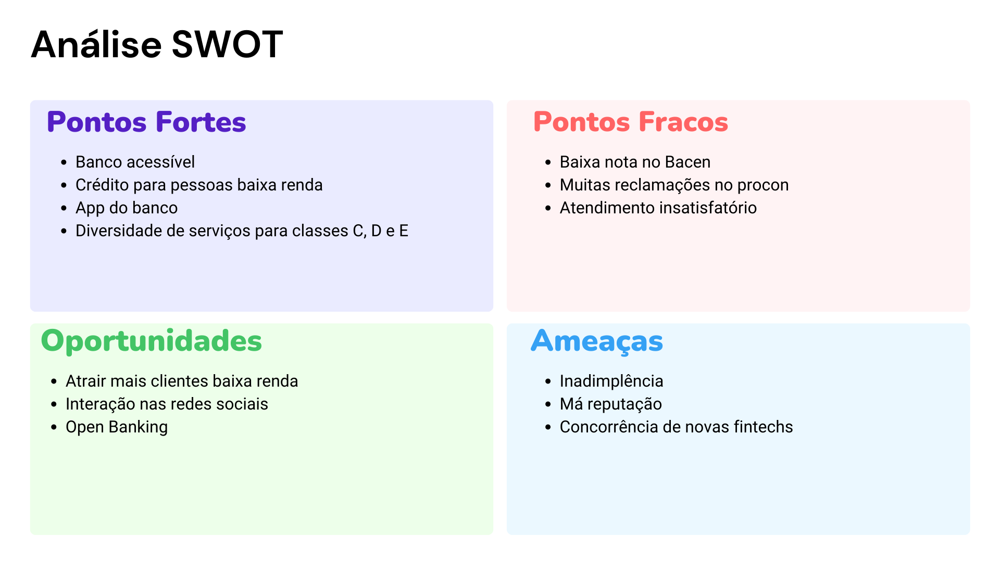 Análise SWOT
Pontos Fortes
• Banco acessível
• Crédito para pessoas baixa renda
• App do banco
• Diversidade de serviços para classes C, D e E
Pontos Fracos
• Baixa nota no Bacen
• Muitas reclamações no procon
• Atendimento insatisfatório
Oportunidades
• Atrair mais clientes baixa renda
• Interação nas redes sociais
• Open Banking
Ameaças
• Inadimplência
• Má reputação
• Concorrência de novas fintechs